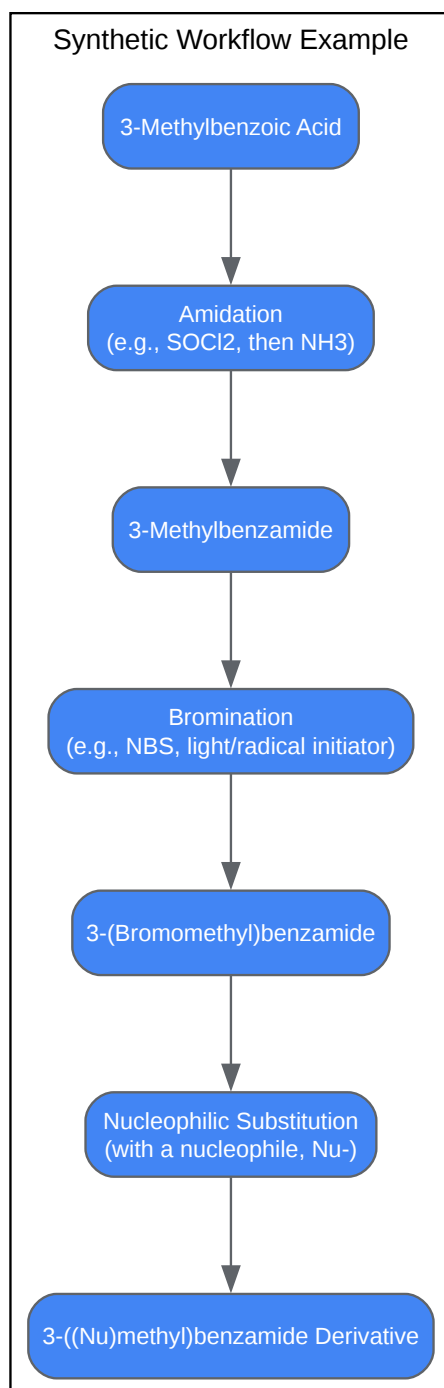 Synthetic Workflow Example
3-Methylbenzoic Acid
Amidation
(e.g., SOCl2, then NH3)
3-Methylbenzamide
Bromination
(e.g., NBS, light/radical initiator)
3-(Bromomethyl)benzamide
Nucleophilic Substitution
(with a nucleophile, Nu-)
3-((Nu)methyl)benzamide Derivative